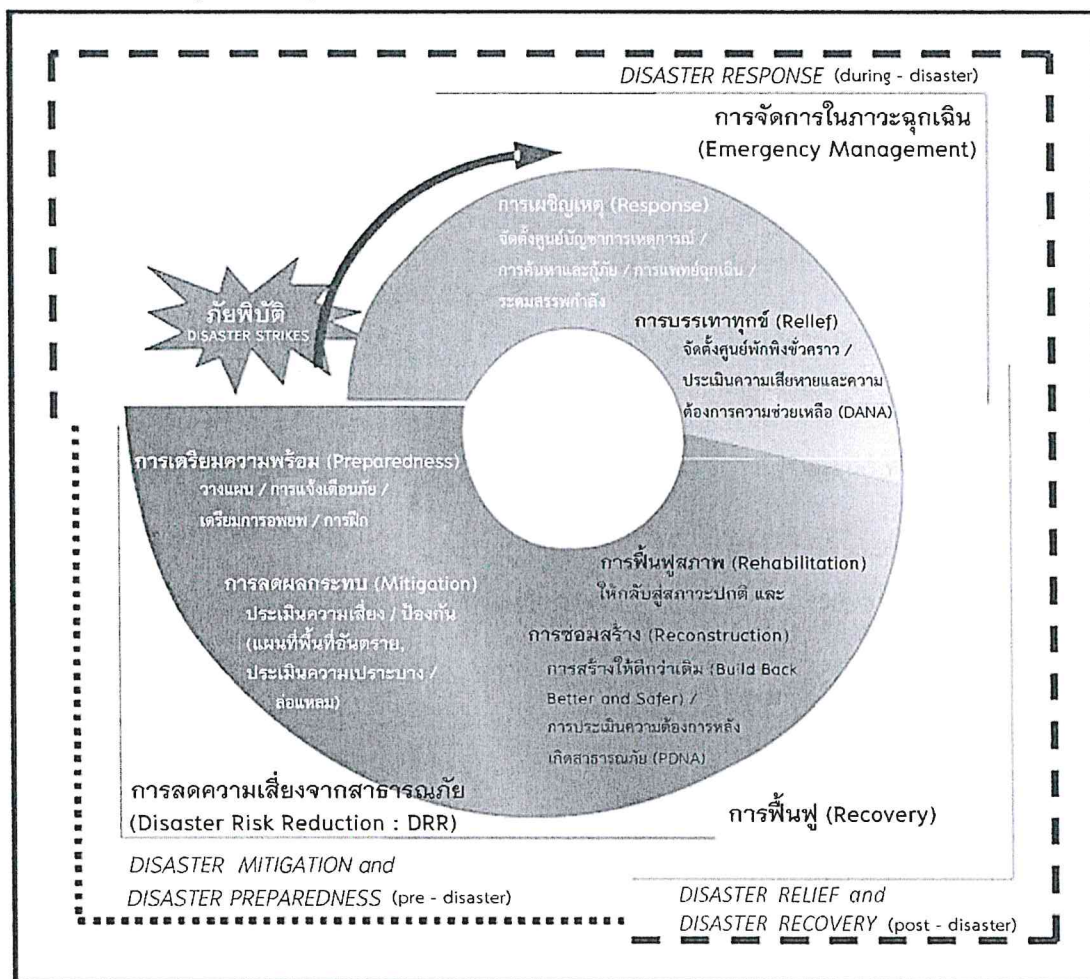 DISASTER RESPONSE (during - disaster)
การจัดการในภาวะฉุกเฉิน
(Emergency Management)
การเผชิญเหตุ (Response)
จัดตั้งศูนย์บัญชาการเหตุการณ์ /
การค้นหาและกู้ภัย / การแพทย์ฉุกเฉิน /
ระดมสรรพกำลัง
ภัยพิบัติ
DISASTER STRIKES
การบรรเทาทุกข์ (Rellef)
จัดตั้งศูนย์พักพิงชั่วคราว /
ประเมินความเสียหายและความ
ต้องการความช่วยเหลือ (DANA)
การเตรียมความพร้อม (Preparedness)
วางแผน / การแจ้งเตือนภัย /
เตรียมการอพยพ / การฝึก
การลดผลกระทบ (Mitigation)
ประเมินความเสี่ยง / ป้องกัน
(แผนที่พื้นที่อันตราย,
ประเมินความเปราะบาง /
ล่อแหลม)
การฟื้นฟูสภาพ (Rehabilitation)
ให้กลับสู่สภาวะปกติ และ
การซ่อมสร้าง (Reconstruction)
การสร้างให้ดีกว่าเดิม (Build Back
Better and Safer) /
การประเมินความต้องการหลัง
เกิดสาธารณภัย (PDNA)
การลดความเสี่ยงจากสาธารณภัย
(Disaster Risk Reduction : DRR)
การฟื้นฟู (Recovery)
DISASTER MITIGATION and
DISASTER PREPAREDNESS (pre - disaster)
DISASTER RELIEF and
DISASTER RECOVERY (post - disaster)